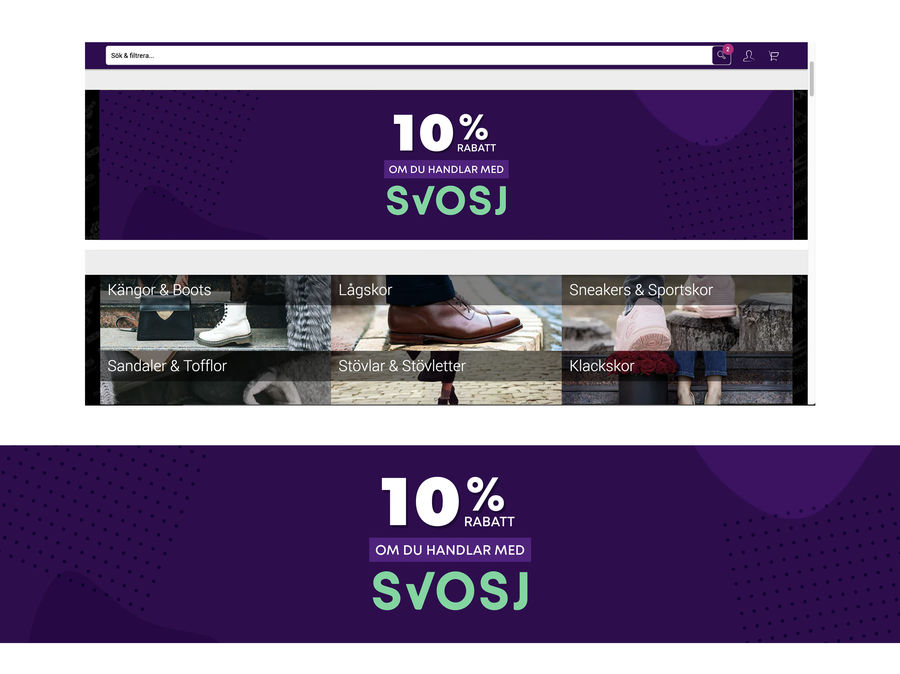 Sök & filtrera...
2
10%
RABATT
OM DU HANDLAR MED
SVOSJ
Kängor & Boots
Lågskor
Sneakers & Sportskor
Sandaler & Tofflor
Stövlar & Stövletter
Klackskor
10%
RABATT
OM DU HANDLAR MED
SVOSJ